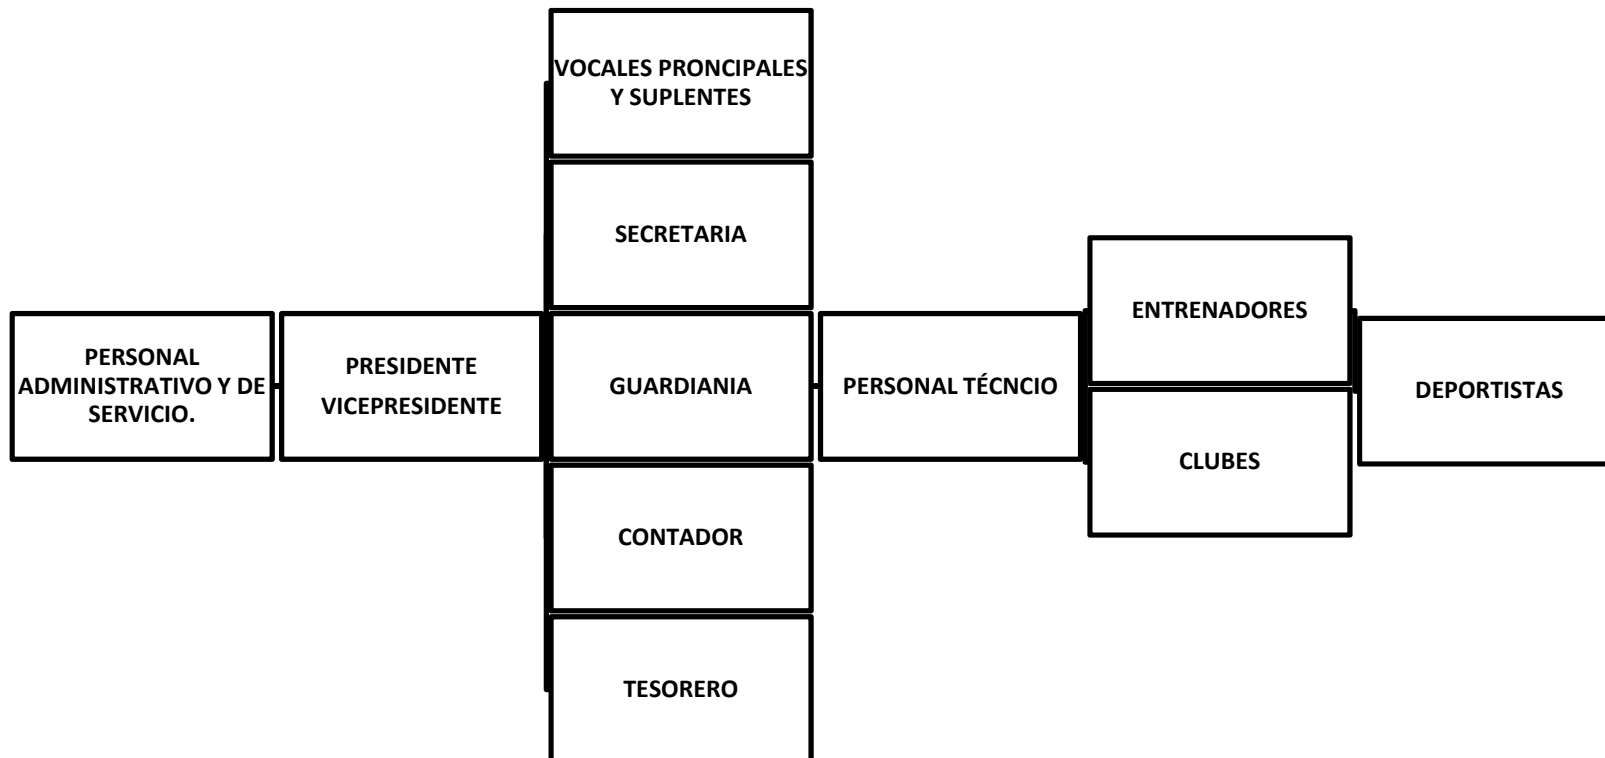 VOCALES PRONCIPALES
Y SUPLENTES
SECRETARIA
PERSONAL
ADMINISTRATIVO Y DE
SERVICIO.
PRESIDENTE
VICEPRESIDENTE
GUARDIANIA
PERSONAL TÉCNCIO
ENTRENADORES
CLUBES
DEPORTISTAS
CONTADOR
TESORERO